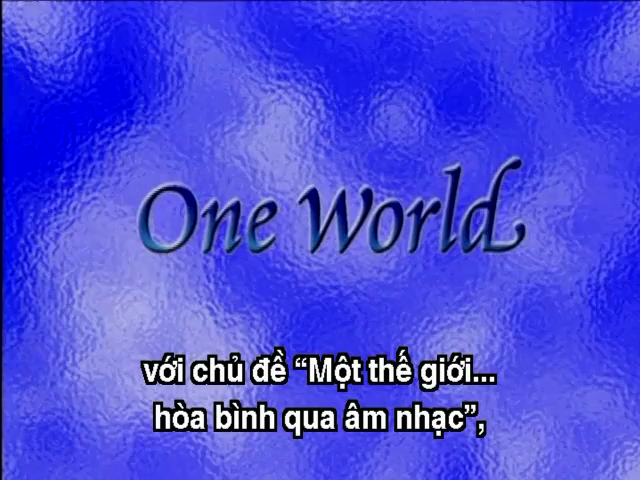 One World
với chủ đề “Một thế giới...
hòa bình qua âm nhạc”,